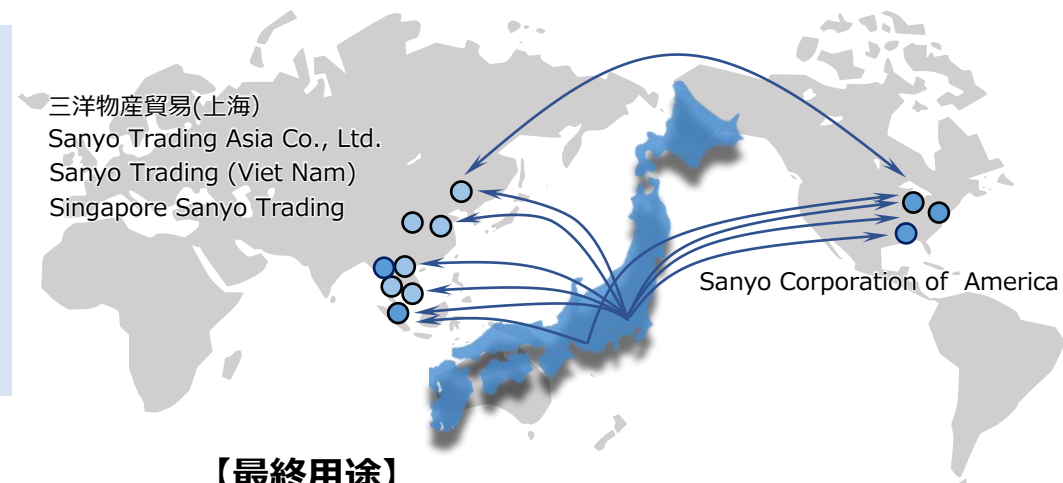 三洋物産貿易(上海)
Sanyo Trading Asia Co., Ltd.
Sanyo Trading (Viet Nam)
Singapore Sanyo Trading
Sanyo Corporation of America
【最終用途】